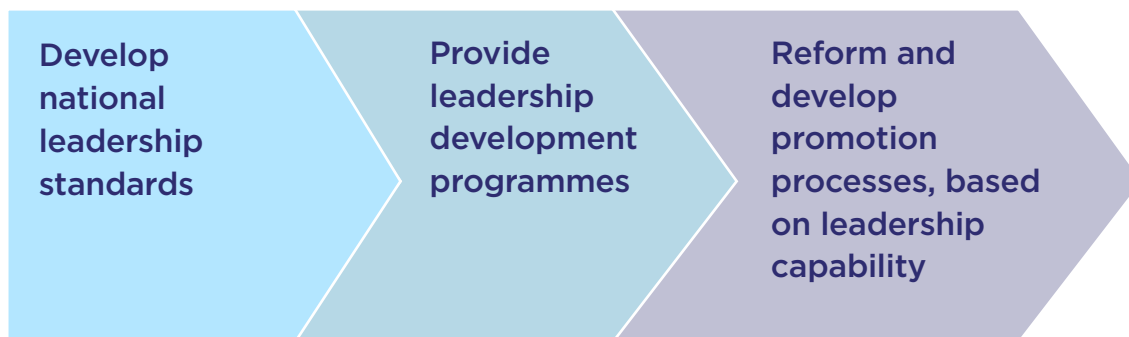 Develop
national
leadership
standards
Provide
leadership
development
programmes
Reform and
develop
promotion
processes, based
on leadership
capability